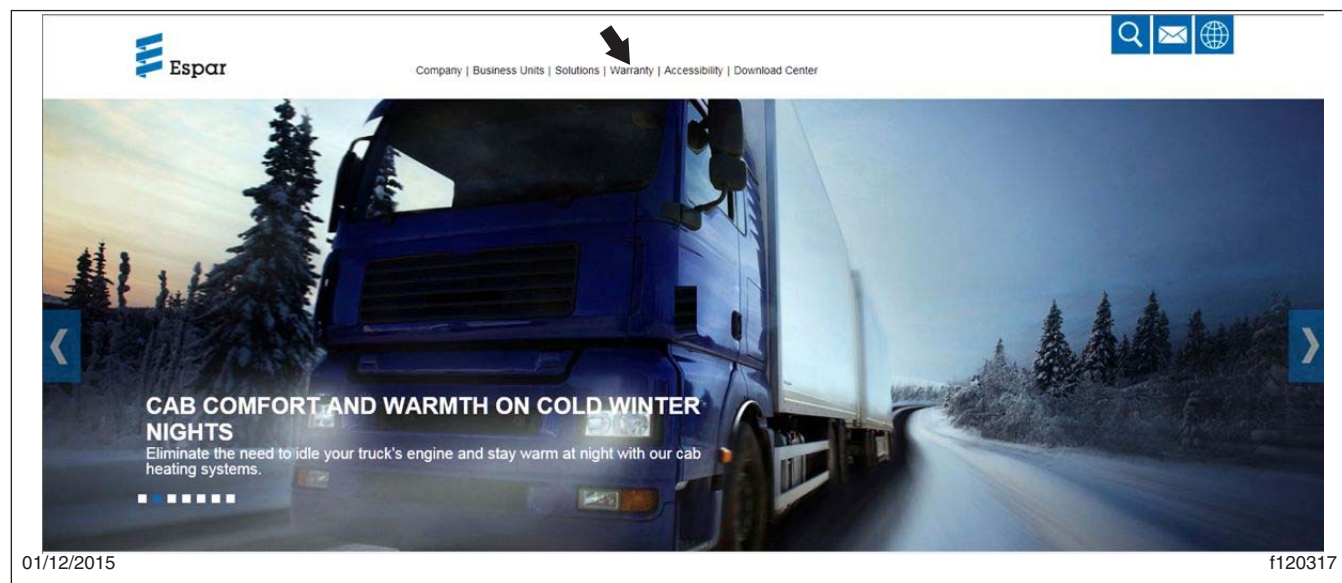 Espar
Company | Business Units | Solutions | Warranty | Accessibility | Download Center
CAB COMFORT AND WARMTH ON COLD WINTER
NIGHTS
Eliminate the need to idle your truck's engine and stay warm at night with our cab
heating systems.
01/12/2015
f120317